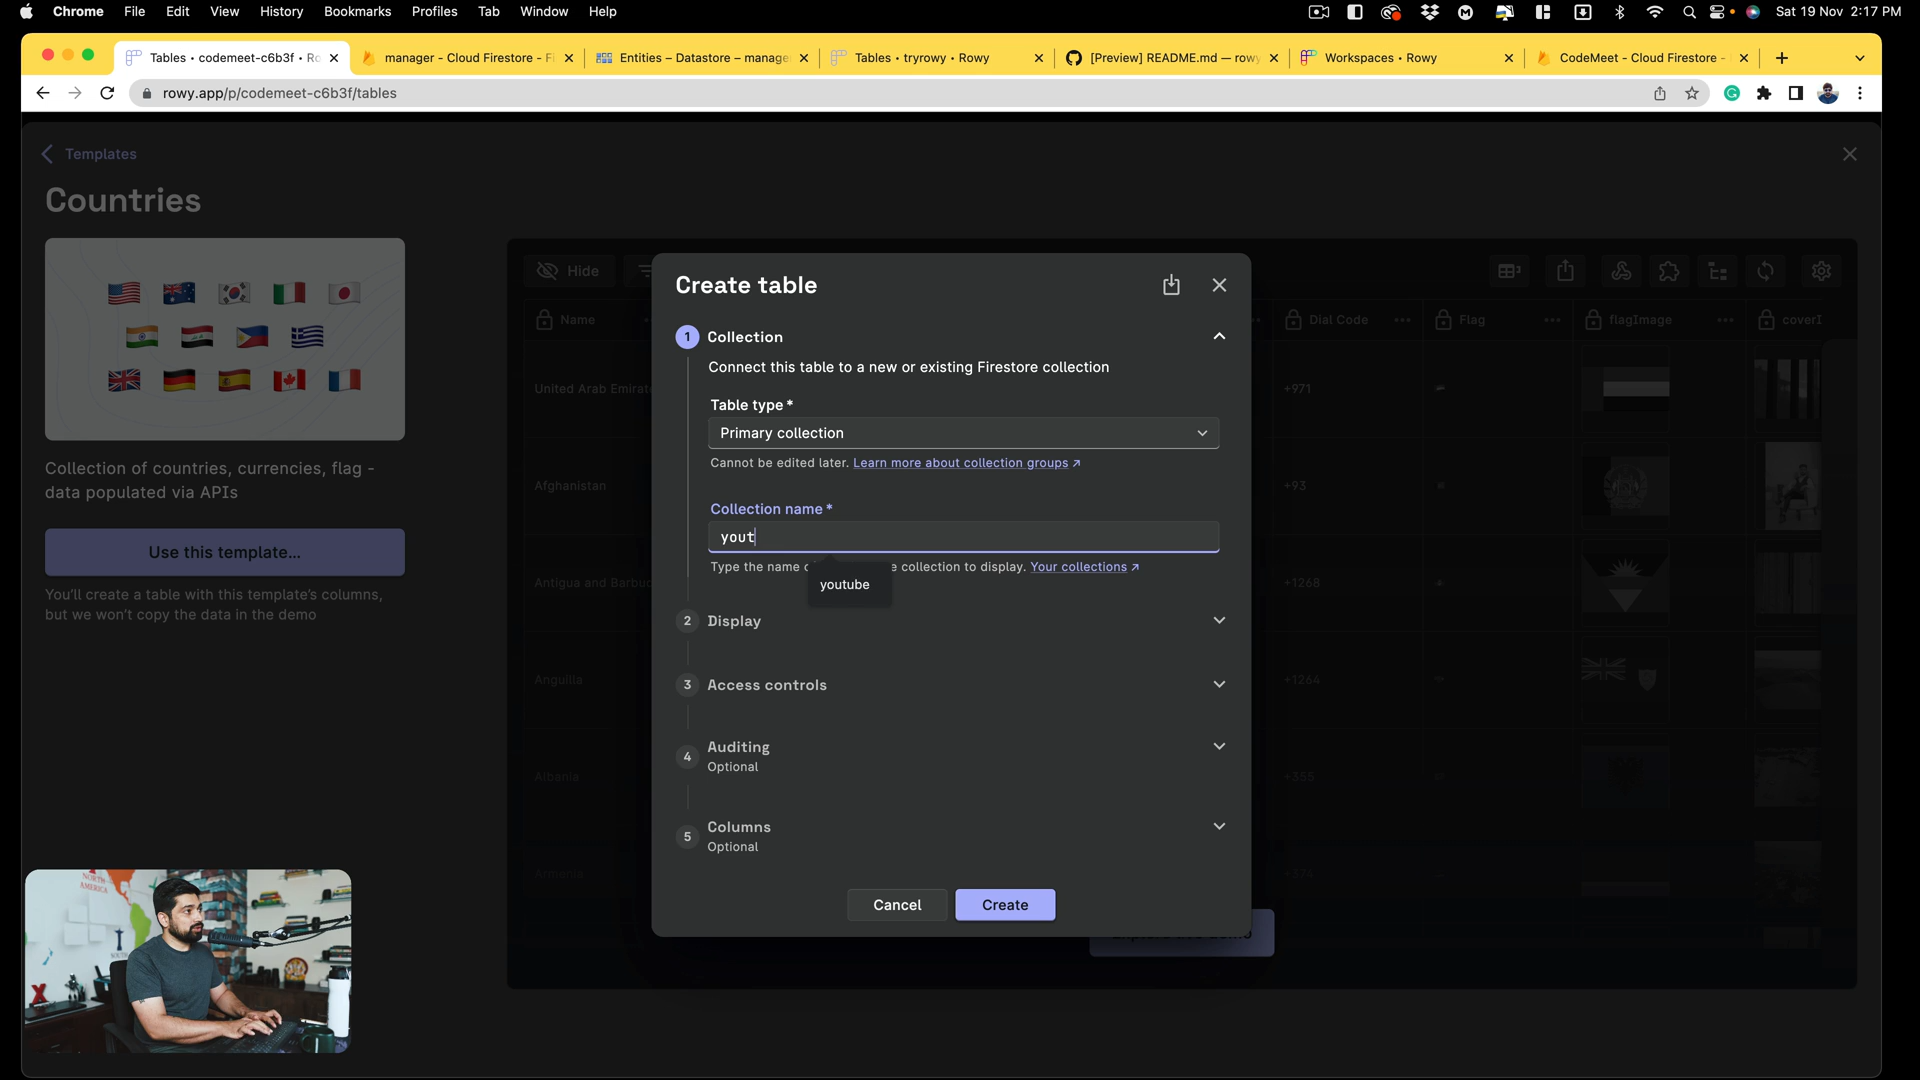 Chrome File Edit View History Bookmarks Profiles Tab Window Help Sat 19 Nov 2:17 PM
Tables • codemeet-c6b3f • Ro manager - Cloud Firestore - Fi Entities – Datastore – manage Tables • tryrowy • Rowy [Preview] README.md — rowy Workspaces • Rowy CodeMeet - Cloud Firestore -
rowy.app/p/codemeet-c6b3f/tables
Templates
Countries
Collection of countries, currencies, flag -
data populated via APIs
Use this template…
You'll create a table with this template's columns,
but we won't copy the data in the demo
Hide
Name Dial Code Flag flagImage coverI
United Arab Emirate +971
Afghanistan +93
Antigua and Barbud +1268
Anguilla +1264
Albania +355
Armenia +374
Create table
1 Collection
Connect this table to a new or existing Firestore collection
Table type *
Primary collection
Cannot be edited later. Learn more about collection groups ↗
Collection name *
yout
Type the name o e collection to display. Your collections ↗
youtube
2 Display
3 Access controls
4 Auditing
Optional
5 Columns
Optional
Cancel Create
NORTH
AMERICA